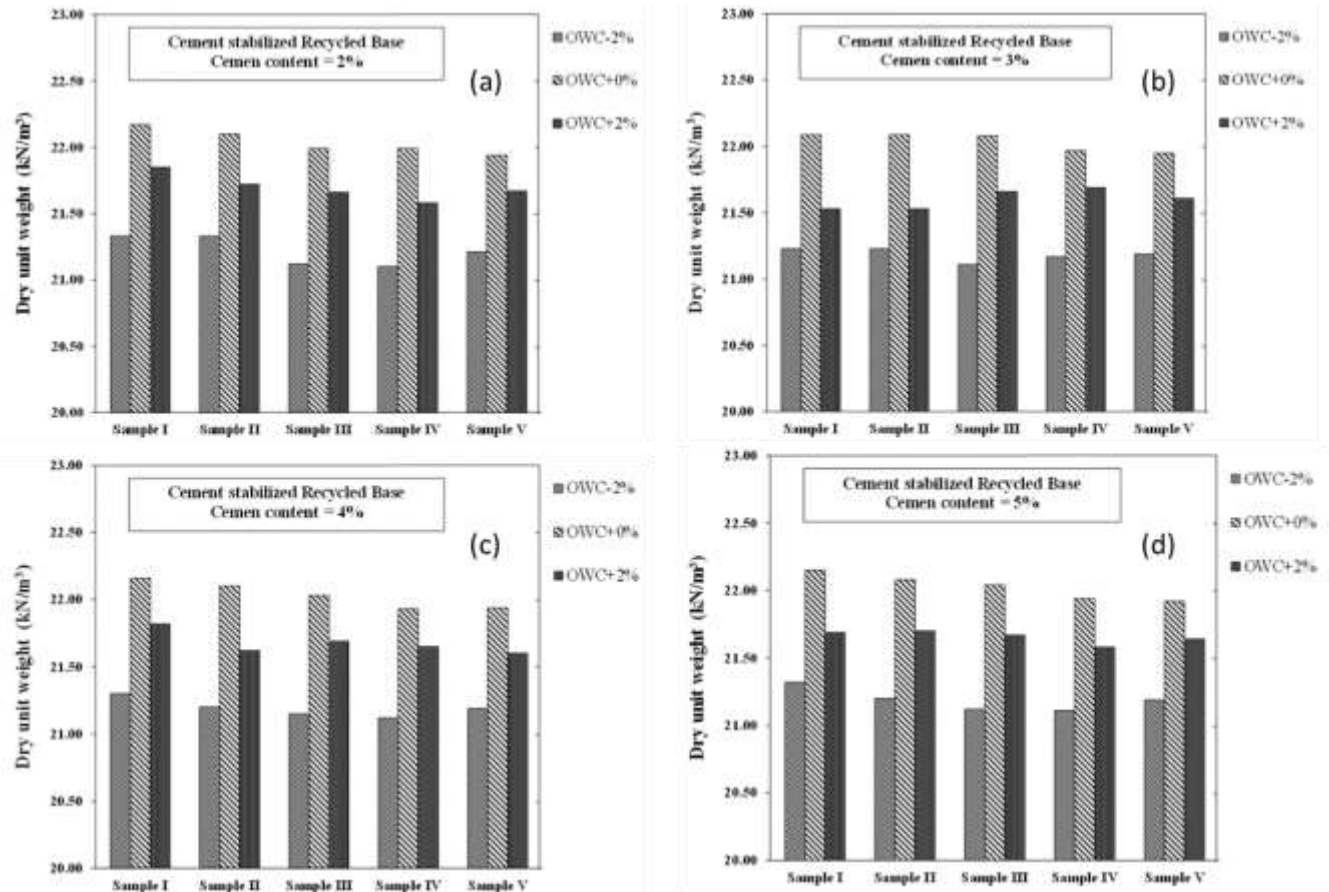 23.00
22.50
22.00
21.50
21.00
20.50
20.00
Dry unit weight (kN/m³)
Cement stabilized Recycled Base
Cemen content = 2%
(a)
OWC-2%
OWC+0%
OWC+2%
Sample I
Sample II
Sample III
Sample IV
Sample V
23.00
22.50
22.00
21.50
21.00
20.50
20.00
Dry unit weight (kN/m³)
Cement stabilized Recycled Base
Cemen content = 3%
(b)
OWC-2%
OWC+0%
OWC+2%
Sample I
Sample II
Sample III
Sample IV
Sample V
23.00
22.50
22.00
21.50
21.00
20.50
20.00
Dry unit weight (kN/m³)
Cement stabilized Recycled Base
Cemen content = 4%
(c)
OWC-2%
OWC+0%
OWC+2%
Sample I
Sample II
Sample III
Sample IV
Sample V
23.00
22.50
22.00
21.50
21.00
20.50
20.00
Dry unit weight (kN/m³)
Cement stabilized Recycled Base
Cemen content = 5%
(d)
OWC-2%
OWC+0%
OWC+2%
Sample I
Sample II
Sample III
Sample IV
Sample V